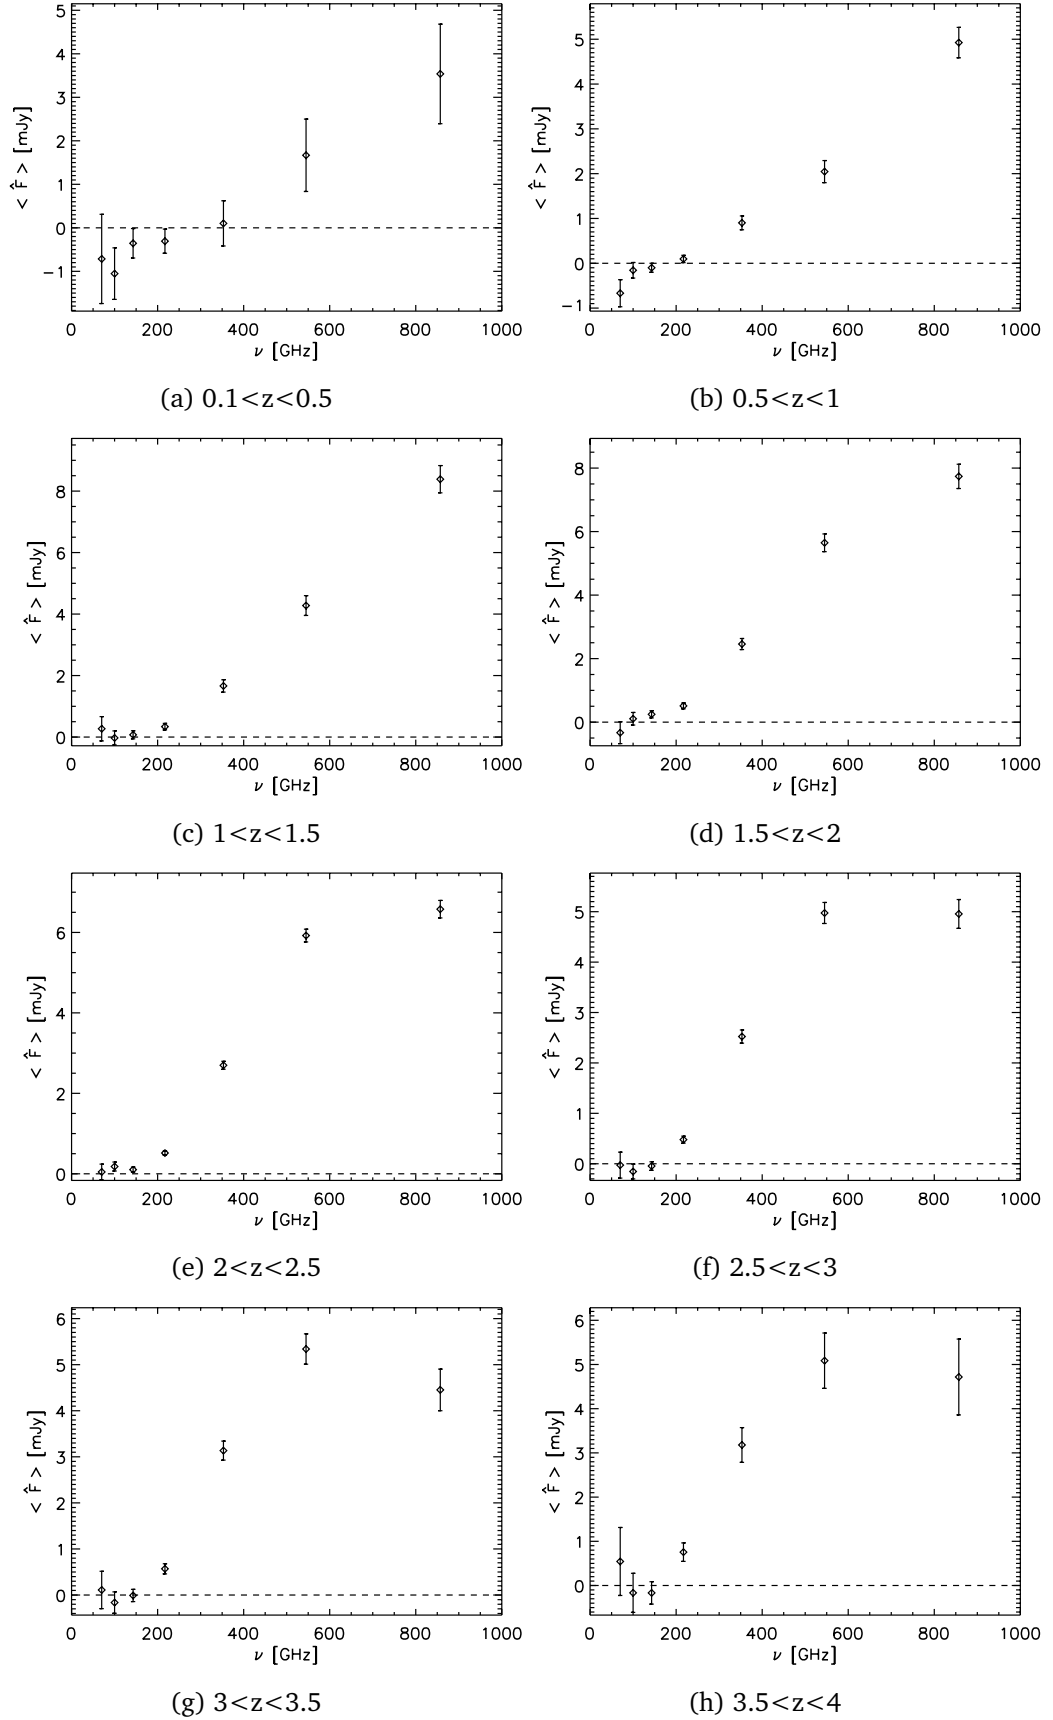 5
4
3
2
1
0
−1
< F̂ > [mJy]
0 200 400 600 800 1000
ν [GHz]
(a) 0.1<z<0.5
5
4
3
2
1
0
−1
< F̂ > [mJy]
0 200 400 600 800 1000
ν [GHz]
(b) 0.5<z<1
8
6
4
2
0
< F̂ > [mJy]
0 200 400 600 800 1000
ν [GHz]
(c) 1<z<1.5
8
6
4
2
0
< F̂ > [mJy]
0 200 400 600 800 1000
ν [GHz]
(d) 1.5<z<2
6
4
2
0
< F̂ > [mJy]
0 200 400 600 800 1000
ν [GHz]
(e) 2<z<2.5
5
4
3
2
1
0
< F̂ > [mJy]
0 200 400 600 800 1000
ν [GHz]
(f) 2.5<z<3
6
5
4
3
2
1
0
< F̂ > [mJy]
0 200 400 600 800 1000
ν [GHz]
(g) 3<z<3.5
6
5
4
3
2
1
0
< F̂ > [mJy]
0 200 400 600 800 1000
ν [GHz]
(h) 3.5<z<4